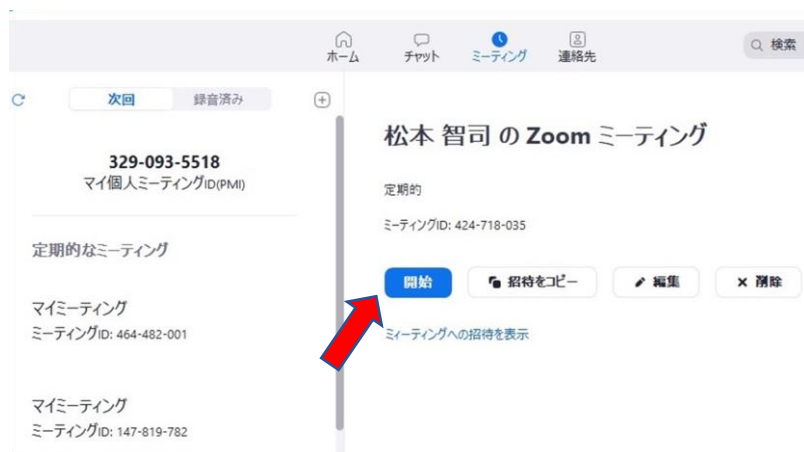 ホーム
チャット
ミーティング
連絡先
検索
次回
録音済み
329-093-5518
マイ個人ミーティングID(PMI)
定期的なミーティング
マイミーティング
ミーティングID: 464-482-001
マイミーティング
ミーティングID: 147-819-782
松本 智司 の Zoom ミーティング
定期的
ミーティングID: 424-718-035
開始
招待をコピー
編集
× 削除
ミィーティングへの招待を表示